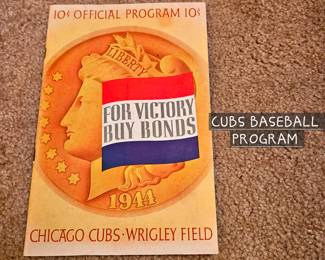 10¢ OFFICIAL PROGRAM 10¢
LIBERTY
FOR VICTORY
BUY BONDS
1944
CHICAGO CUBS · WRIGLEY FIELD
CUBS BASEBALL
PROGRAM